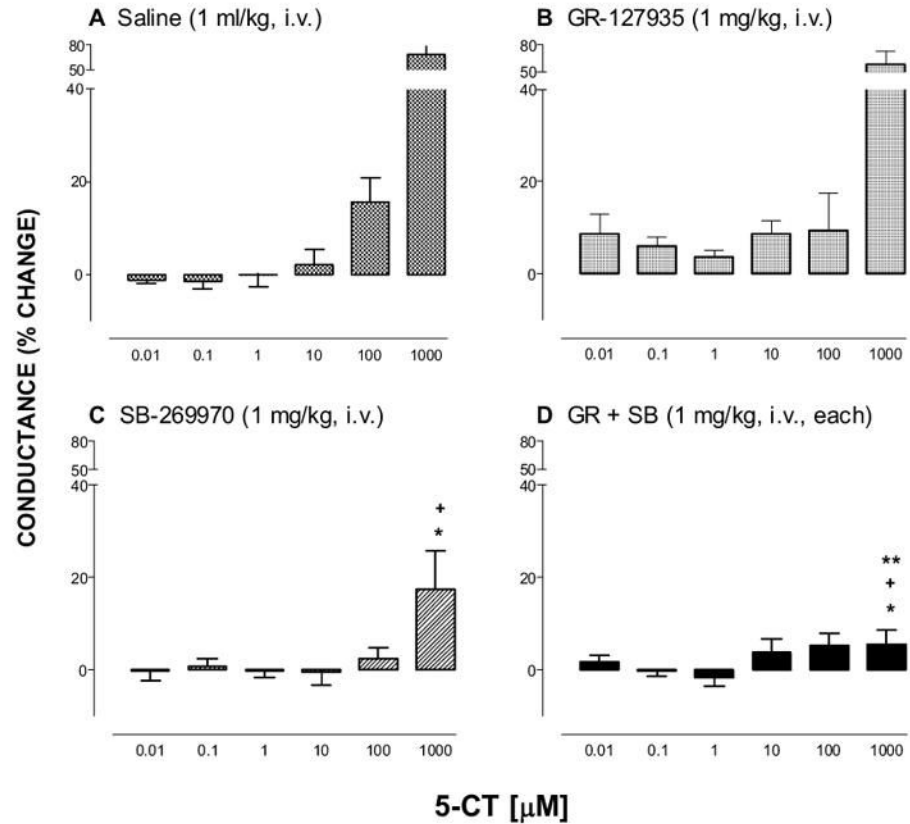 A Saline (1 ml/kg, i.v.)
80
50
40
20
0
0.01 0.1 1 10 100 1000
B GR-127935 (1 mg/kg, i.v.)
80
50
40
20
0
0.01 0.1 1 10 100 1000
CONDUCTANCE (% CHANGE)
C SB-269970 (1 mg/kg, i.v.)
80
50
40
20
0
+
*
0.01 0.1 1 10 100 1000
D GR + SB (1 mg/kg, i.v., each)
80
50
40
20
0
**
+
*
0.01 0.1 1 10 100 1000
5-CT [μM]